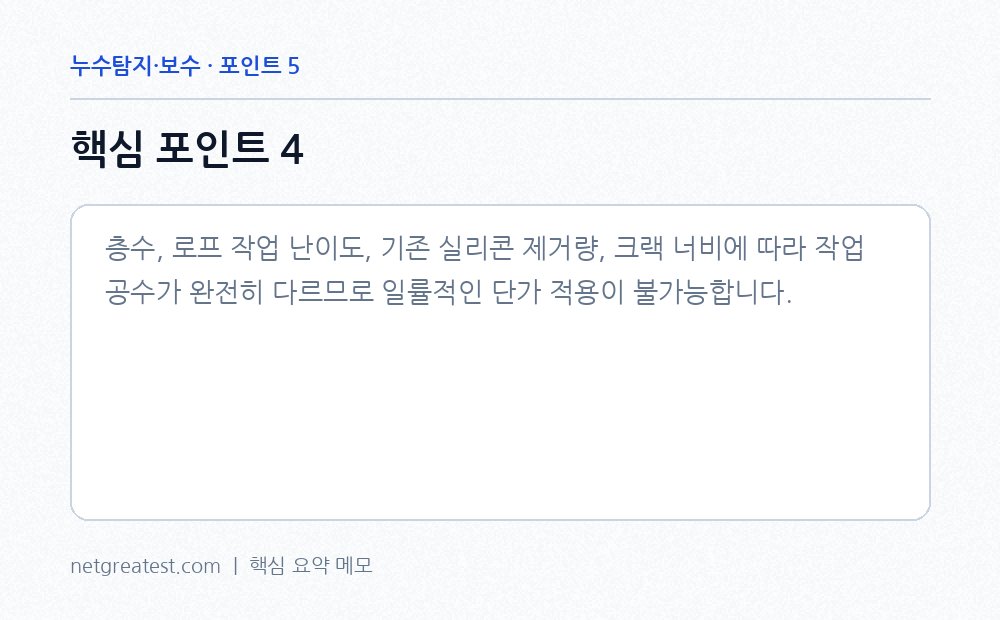 누수탐지·보수 · 포인트 5
핵심 포인트 4
층수, 로프 작업 난이도, 기존 실리콘 제거량, 크랙 너비에 따라 작업
공수가 완전히 다르므로 일률적인 단가 적용이 불가능합니다.
netgreatest.com | 핵심 요약 메모